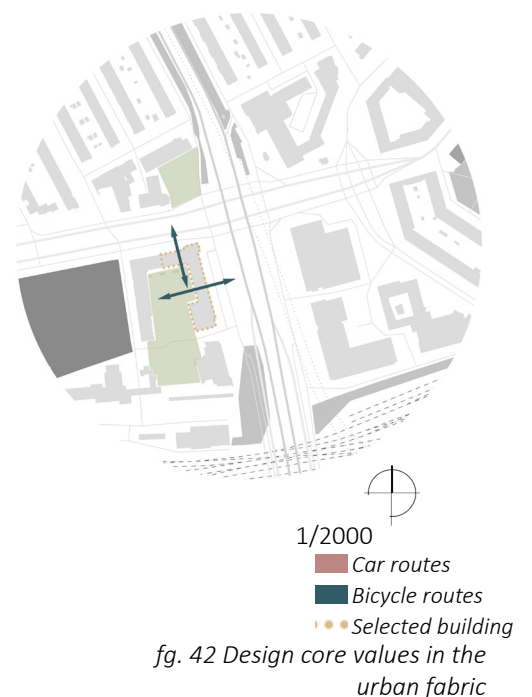 1/2000
Car routes
Bicycle routes
Selected building
fg. 42 Design core values in the
urban fabric